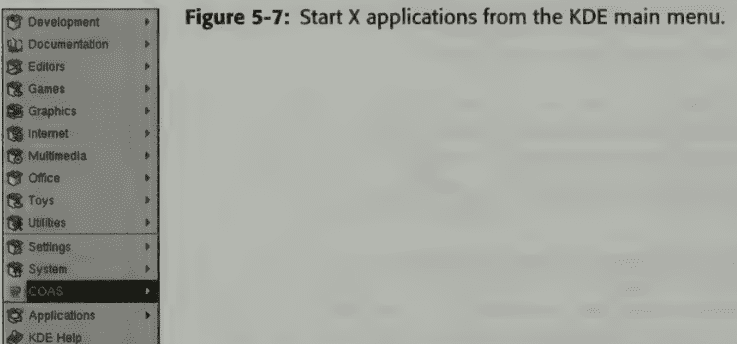 Figure 5-7: Start X applications from the KDE main menu.
Development
Documentation
Editors
Games
Graphics
Internet
Multimedia
Office
Toys
Utilities
Settings
System
COAS
Applications
KDE Help